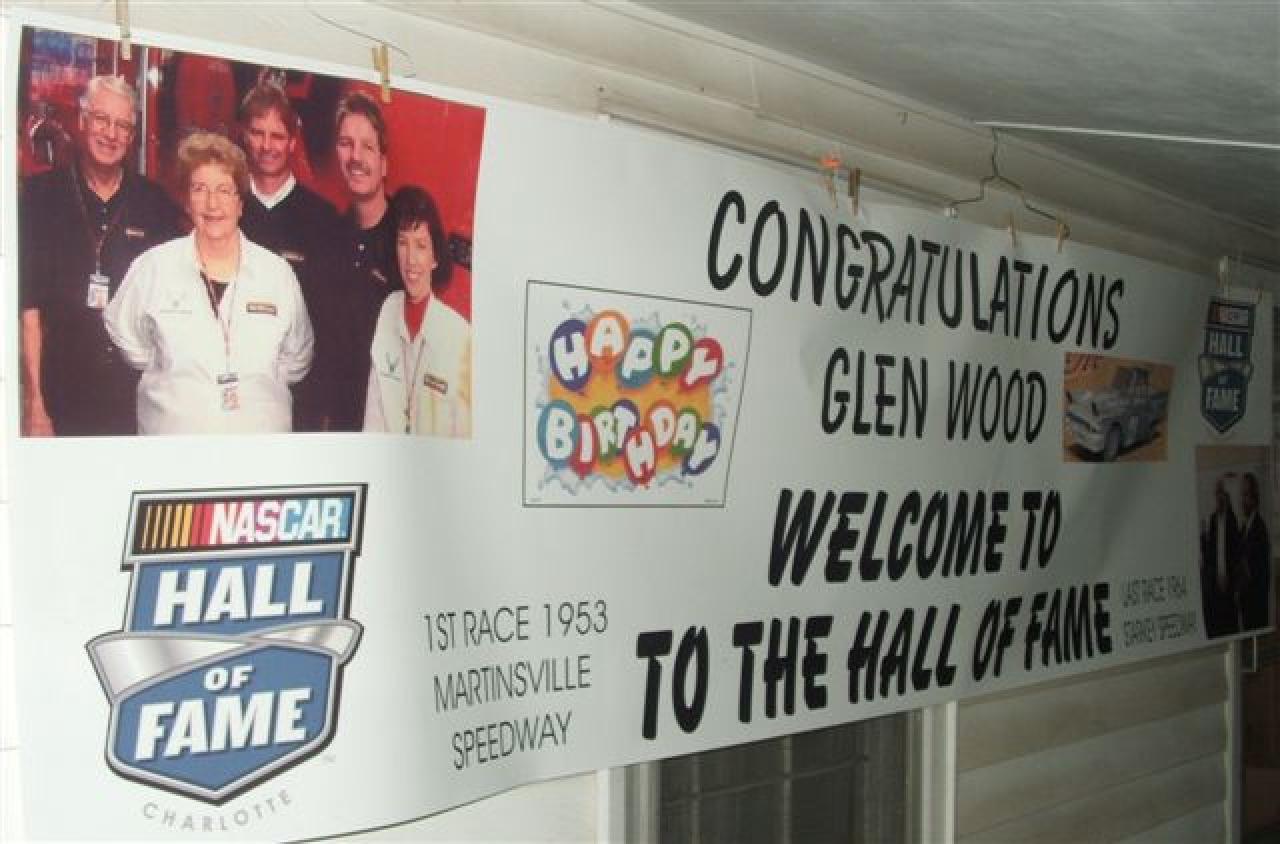 CONGRATULATIONS
GLEN WOOD
WELCOME TO
TO THE HALL OF FAME
HAPPY
BIRTHDAY
NASCAR
HALL
OF
FAME
CHARLOTTE
1ST RACE 1953
MARTINSVILLE
SPEEDWAY
LAST RACE 1964
STARKEY SPEEDWAY
HALL
OF
FAME